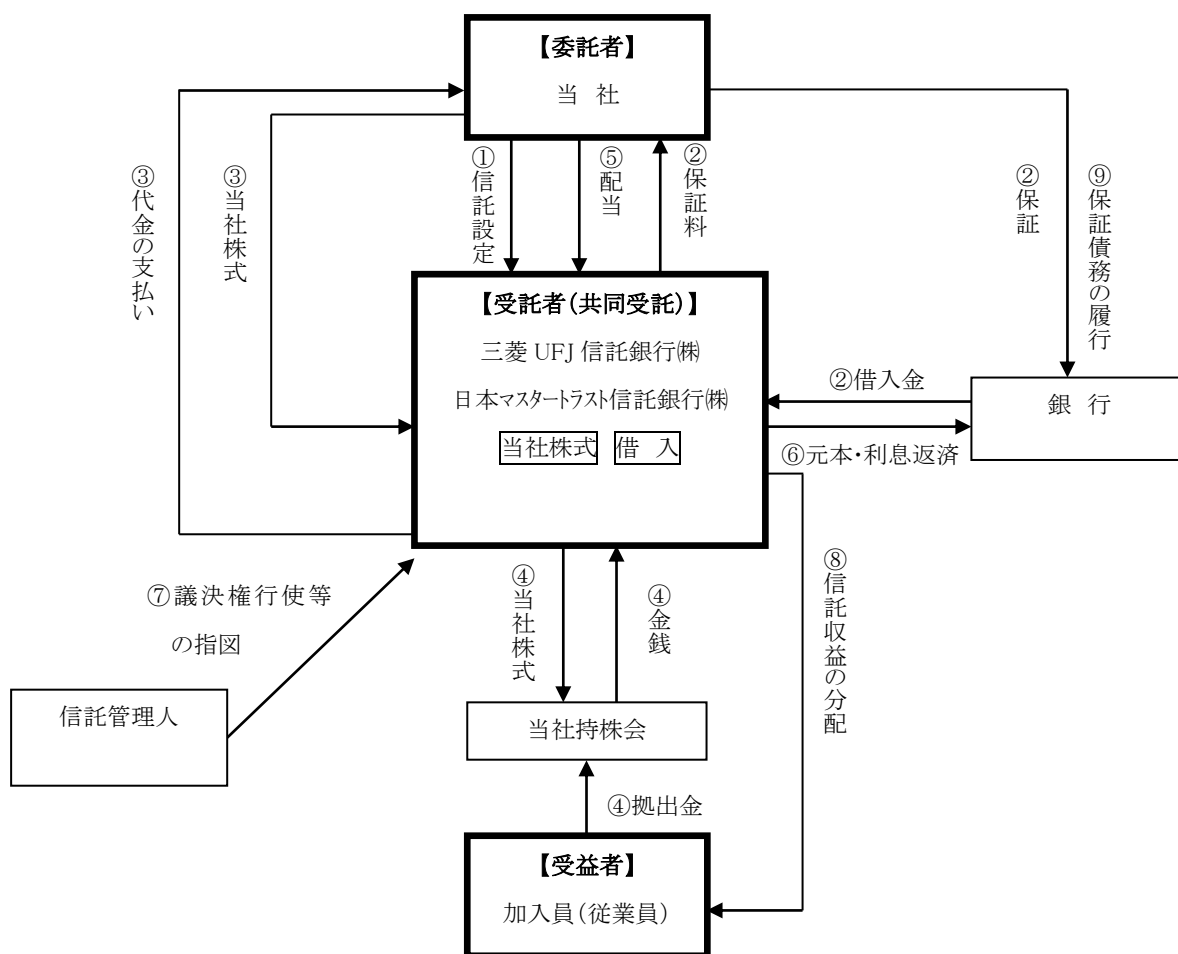 【委託者】
当 社
③代金の支払い
③当社株式
①信託設定
⑤配当
②保証料
②保証
⑨保証債務の履行
【受託者(共同受託)】
三菱 UFJ 信託銀行㈱
日本マスタートラスト信託銀行㈱
当社株式 借 入
②借入金
銀 行
⑥元本・利息返済
⑦議決権行使等
の指図
④当社株式
④金銭
⑧信託収益の分配
信託管理人
当社持株会
④拠出金
【受益者】
加入員(従業員)